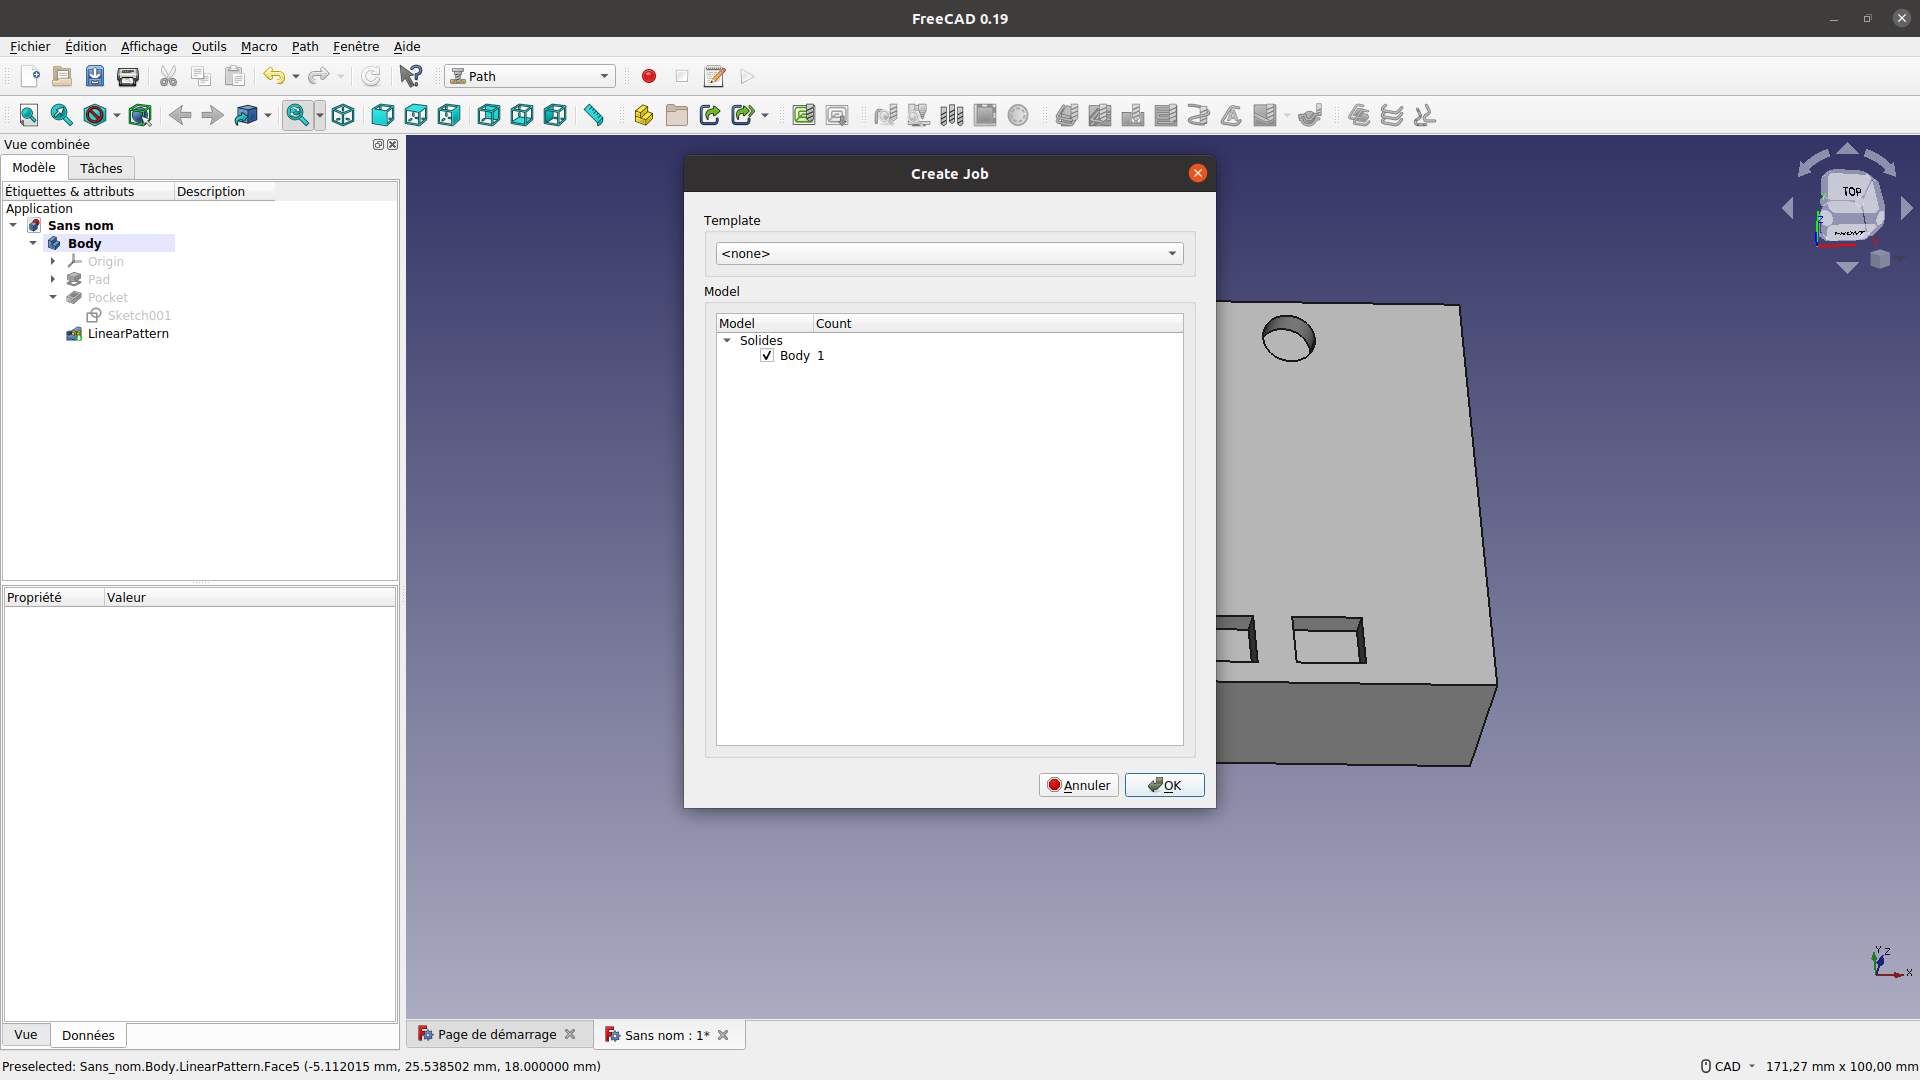 FreeCAD 0.19
Fichier Édition Affichage Outils Macro Path Fenêtre Aide
Path
Vue combinée
Modèle Tâches
Étiquettes & attributs Description
Application
Sans nom
Body
Origin
Pad
Pocket
Sketch001
LinearPattern
Propriété Valeur
Vue Données
Create Job
Template
<none>
Model
Model Count
Solides
Body 1
Annuler OK
TOP
FRONT
Z
Y Z
X
Page de démarrage
Sans nom : 1*
Preselected: Sans_nom.Body.LinearPattern.Face5 (-5.112015 mm, 25.538502 mm, 18.000000 mm)
CAD 171,27 mm x 100,00 mm